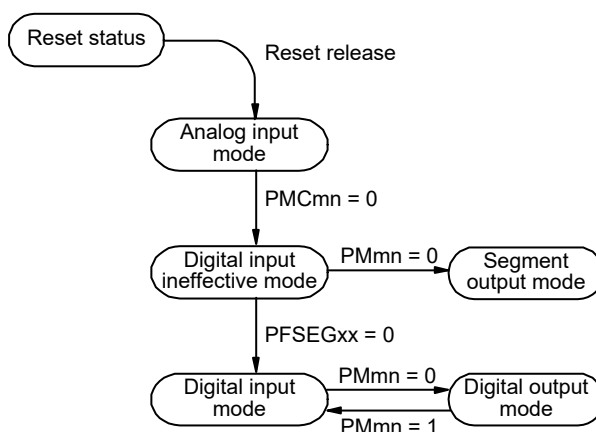 Reset status
Reset release
Analog input
mode
PMCmn = 0
Digital input
ineffective mode
PMmn = 0
Segment
output mode
PFSEGxx = 0
Digital input
mode
PMmn = 0
PMmn = 1
Digital output
mode